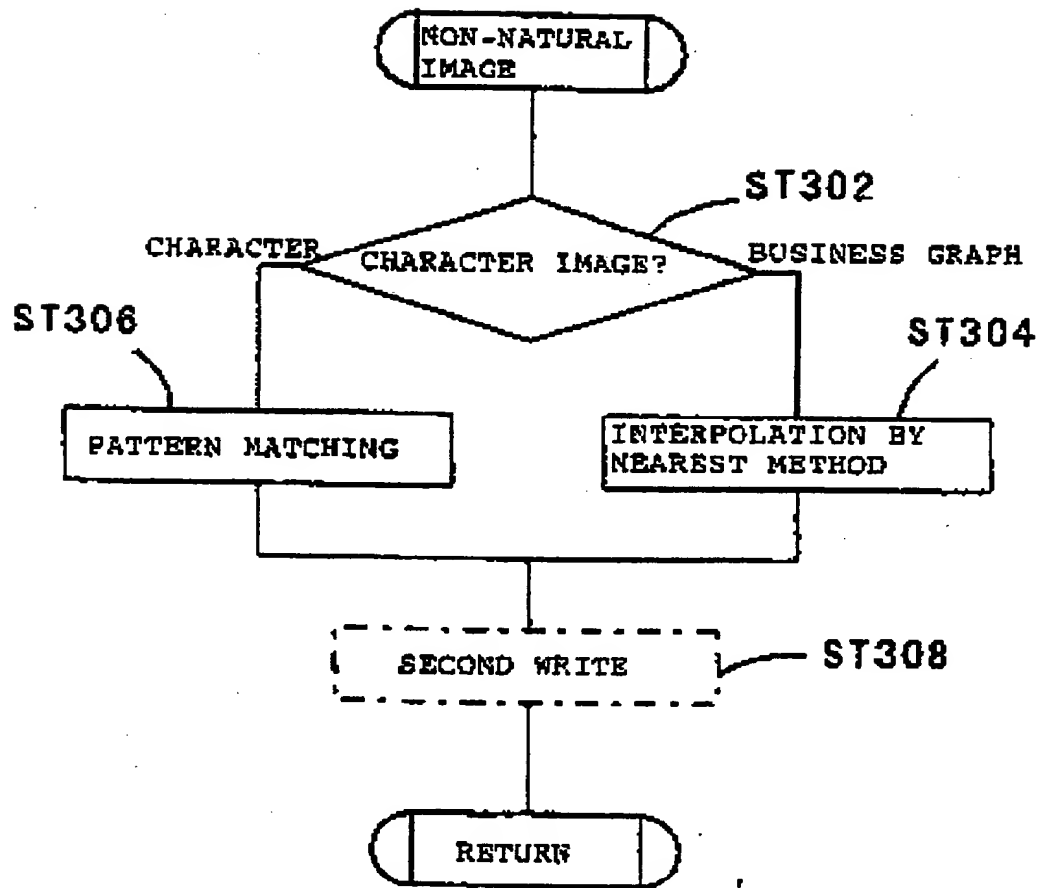 NON-NATURAL
IMAGE
ST302
CHARACTER
CHARACTER IMAGE?
BUSINESS GRAPH
ST306
ST304
PATTERN MATCHING
INTERPOLATION BY
NEAREST METHOD
SECOND WRITE
ST308
RETURN